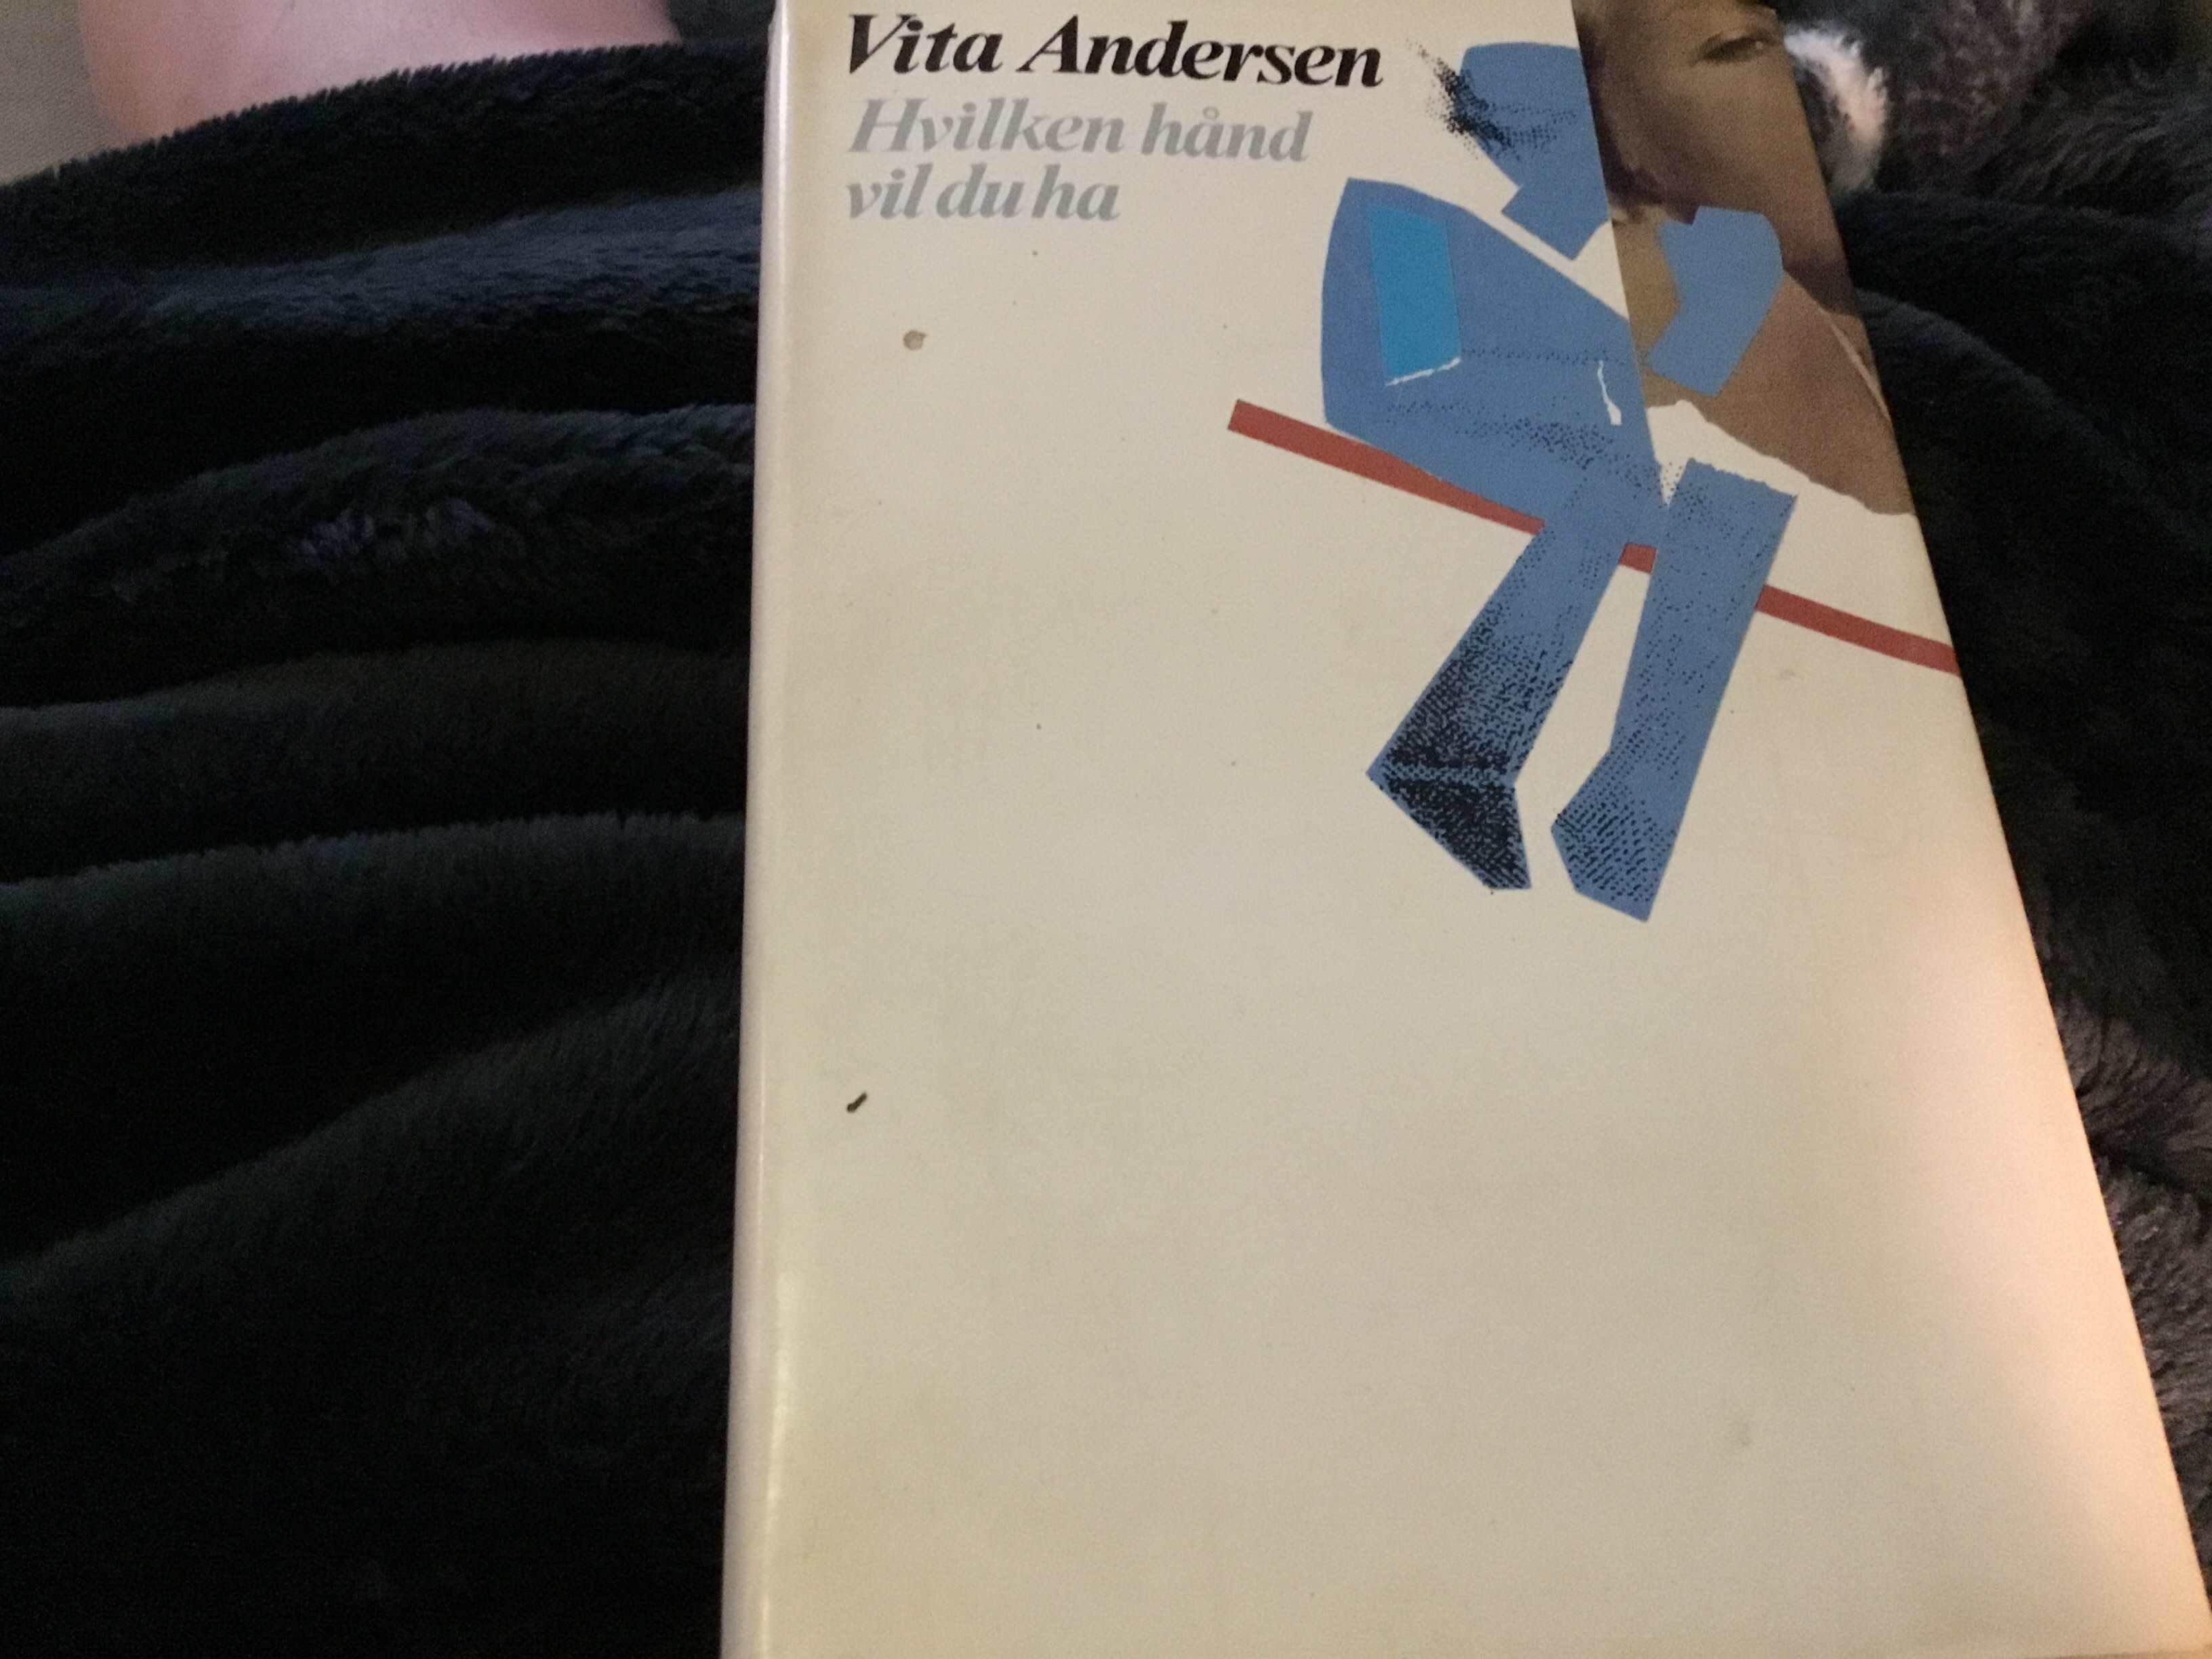 Vita Andersen
Hvilken hånd
vil du ha